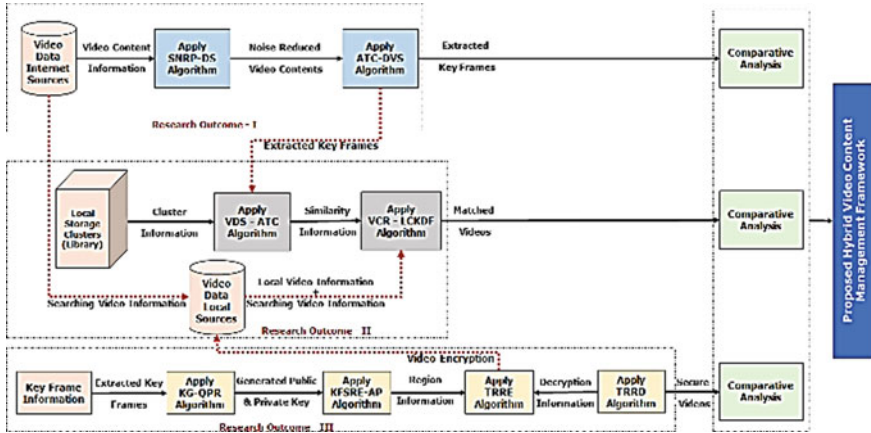 Video
Data
Internet
Sources
Video Content
Information
Apply
SNRP-DS
Algorithm
Noise Reduced
Video Contents
Apply
ATC-DVS
Algorithm
Extracted
Key Frames
Comparative
Analysis
Research Outcome - I
Extracted Key Frames
Local
Storage
Clusters
(Library)
Cluster
Information
Apply
VDS - ATC
Algorithm
Similarity
Information
Apply
VCR - LCKDF
Algorithm
Matched
Videos
Comparative
Analysis
Searching Video Information
Video
Data
Local
Sources
Local Video Information
+
Searching Video Information
Research Outcome II
Video Encryption
Key Frame
Information
Extracted Key
Frames
Apply
KG-QPR
Algorithm
Generated Public
& Private Key
Apply
KFSRE-AP
Algorithm
Region
Information
Apply
TRRE
Algorithm
Decryption
Information
Apply
TRRD
Algorithm
Secure
Videos
Comparative
Analysis
Research Outcome III
Proposed Hybrid Video Content
Management Framework